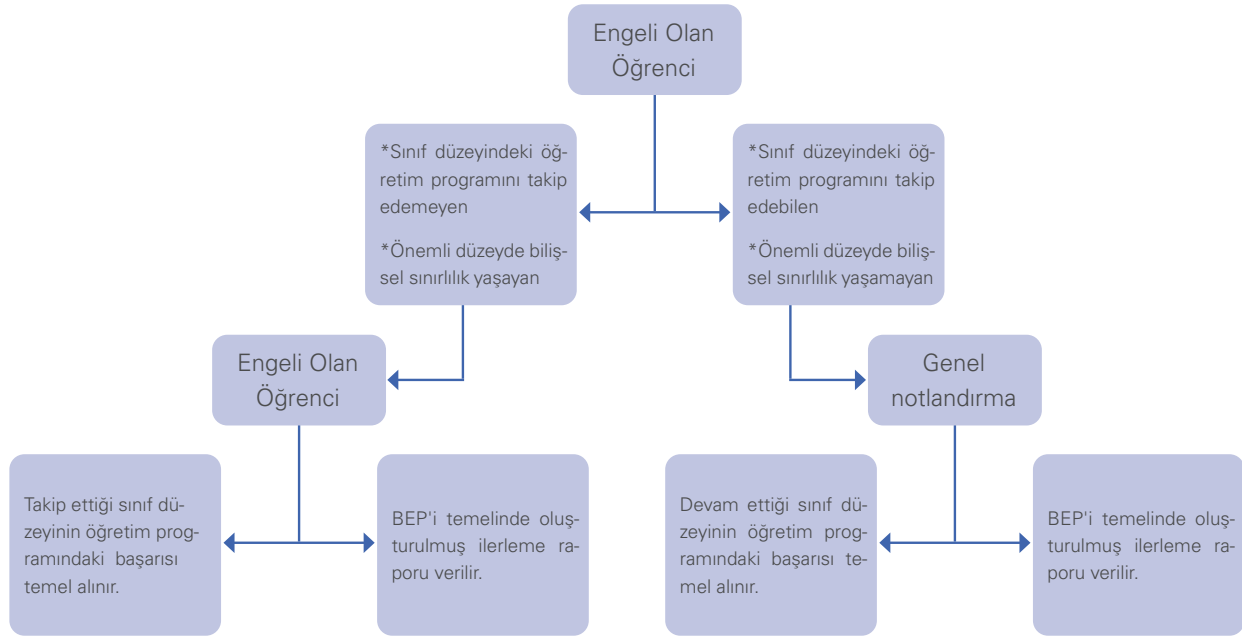 Engeli Olan
Öğrenci
*Sınıf düzeyindeki öğ-
retim programını takip
edemeyen
*Önemli düzeyde biliş-
sel sınırlılık yaşayan
*Sınıf düzeyindeki öğ-
retim programını takip
edebilen
*Önemli düzeyde biliş-
sel sınırlılık yaşamayan
Engeli Olan
Öğrenci
Genel
notlandırma
Takip ettiği sınıf dü-
zeyinin öğretim prog-
ramındaki başarısı
temel alınır.
BEP'i temelinde oluş-
turulmuş ilerleme ra-
poru verilir.
Devam ettiği sınıf dü-
zeyinin öğretim prog-
ramındaki başarısı te-
mel alınır.
BEP'i temelinde oluş-
turulmuş ilerleme ra-
poru verilir.